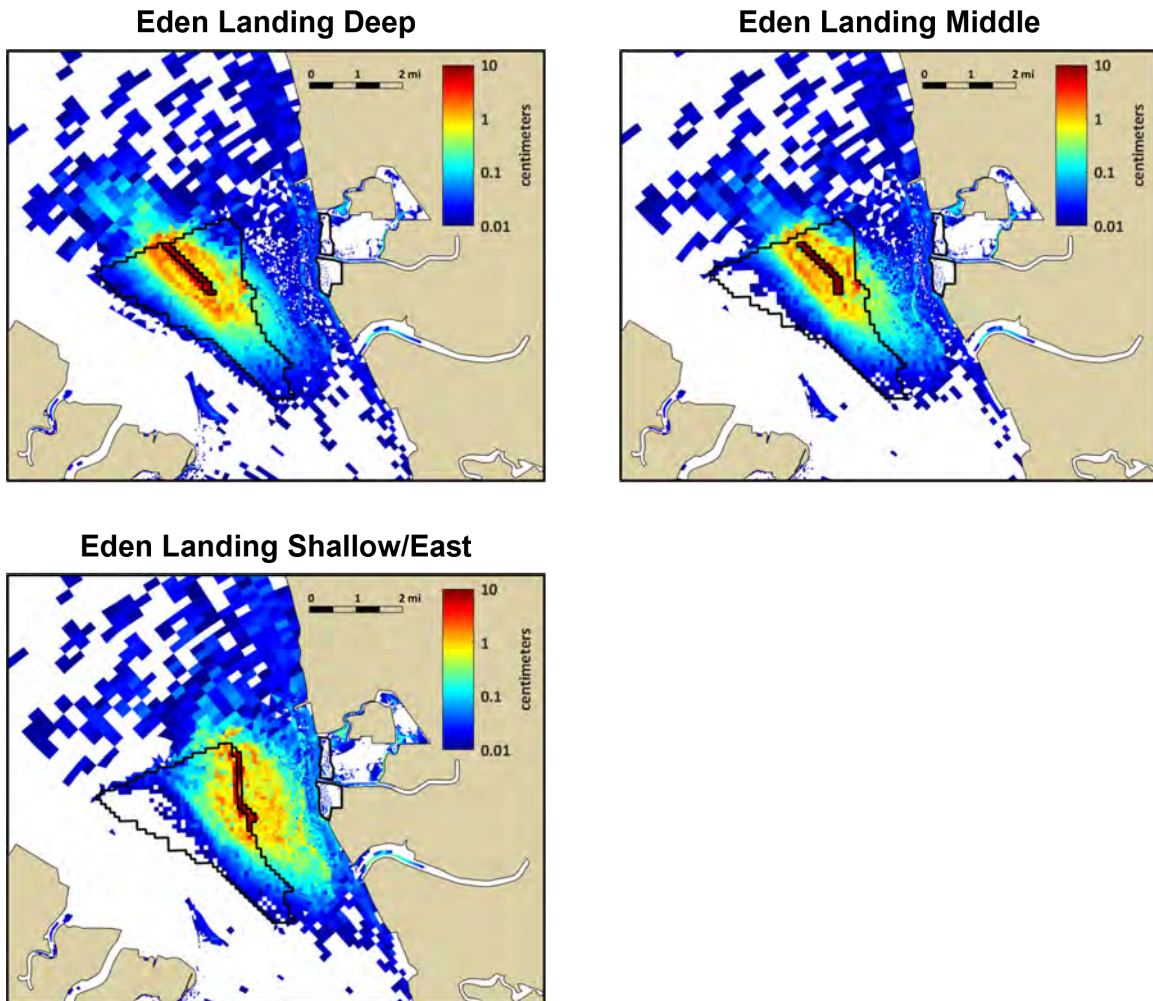 Eden Landing Deep
0 1 2 mi
10
1
0.1
0.01
centimeters
Eden Landing Middle
0 1 2 mi
10
1
0.1
0.01
centimeters
Eden Landing Shallow/East
0 1 2 mi
10
1
0.1
0.01
centimeters